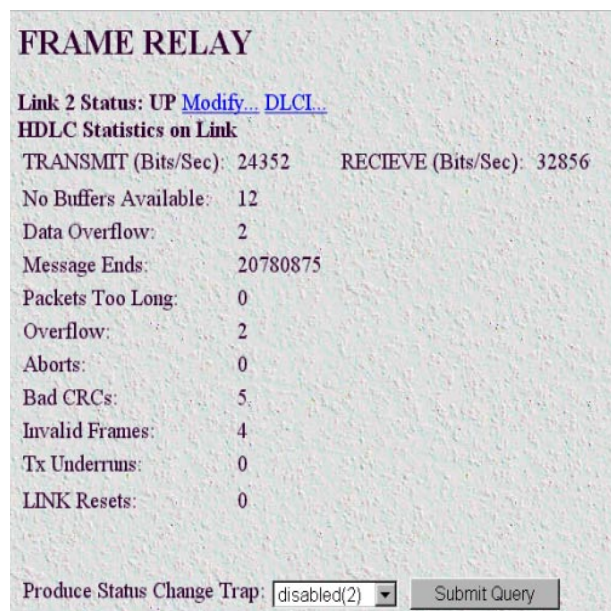 FRAME RELAY
Link 2 Status: UP Modify... DLCI...
HDLC Statistics on Link
TRANSMIT (Bits/Sec): 24352 RECIEVE (Bits/Sec): 32856
No Buffers Available: 12
Data Overflow: 2
Message Ends: 20780875
Packets Too Long: 0
Overflow: 2
Aborts: 0
Bad CRCs: 5
Invalid Frames: 4
Tx Underruns: 0
LINK Resets: 0
Produce Status Change Trap: disabled(2) Submit Query